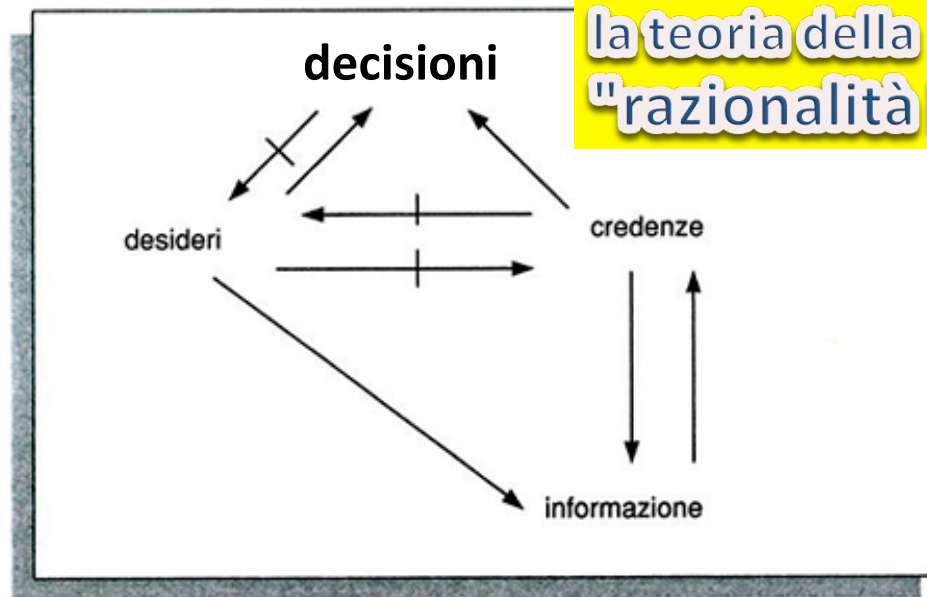 la teoria della
"razionalità
decisioni
desideri
credenze
informazione